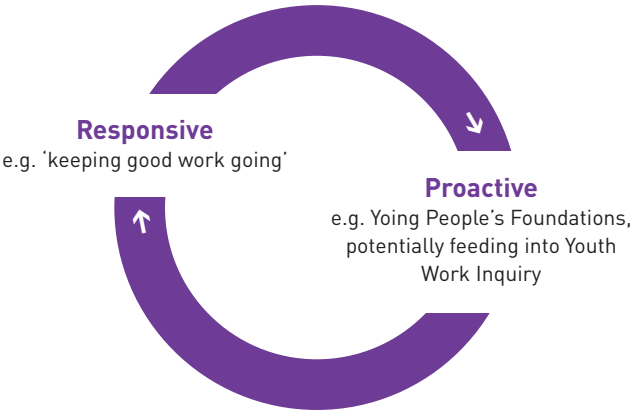 Responsive
e.g. ‘keeping good work going’
Proactive
e.g. Yoing People’s Foundations,
potentially feeding into Youth
Work Inquiry